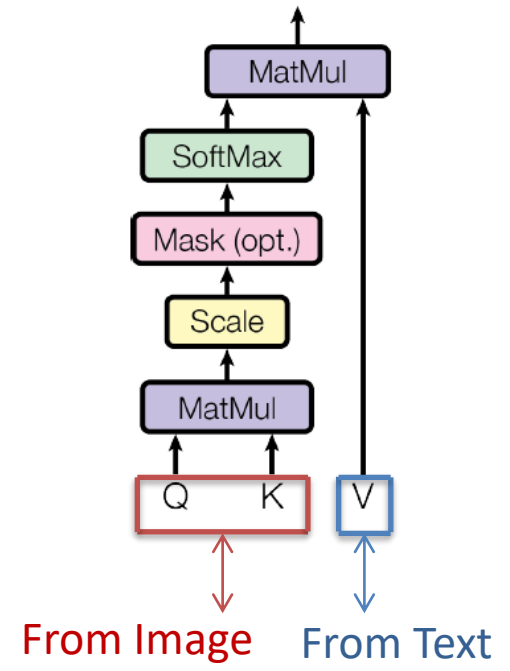 MatMul
SoftMax
Mask (opt.)
Scale
MatMul
Q K V
From Image From Text